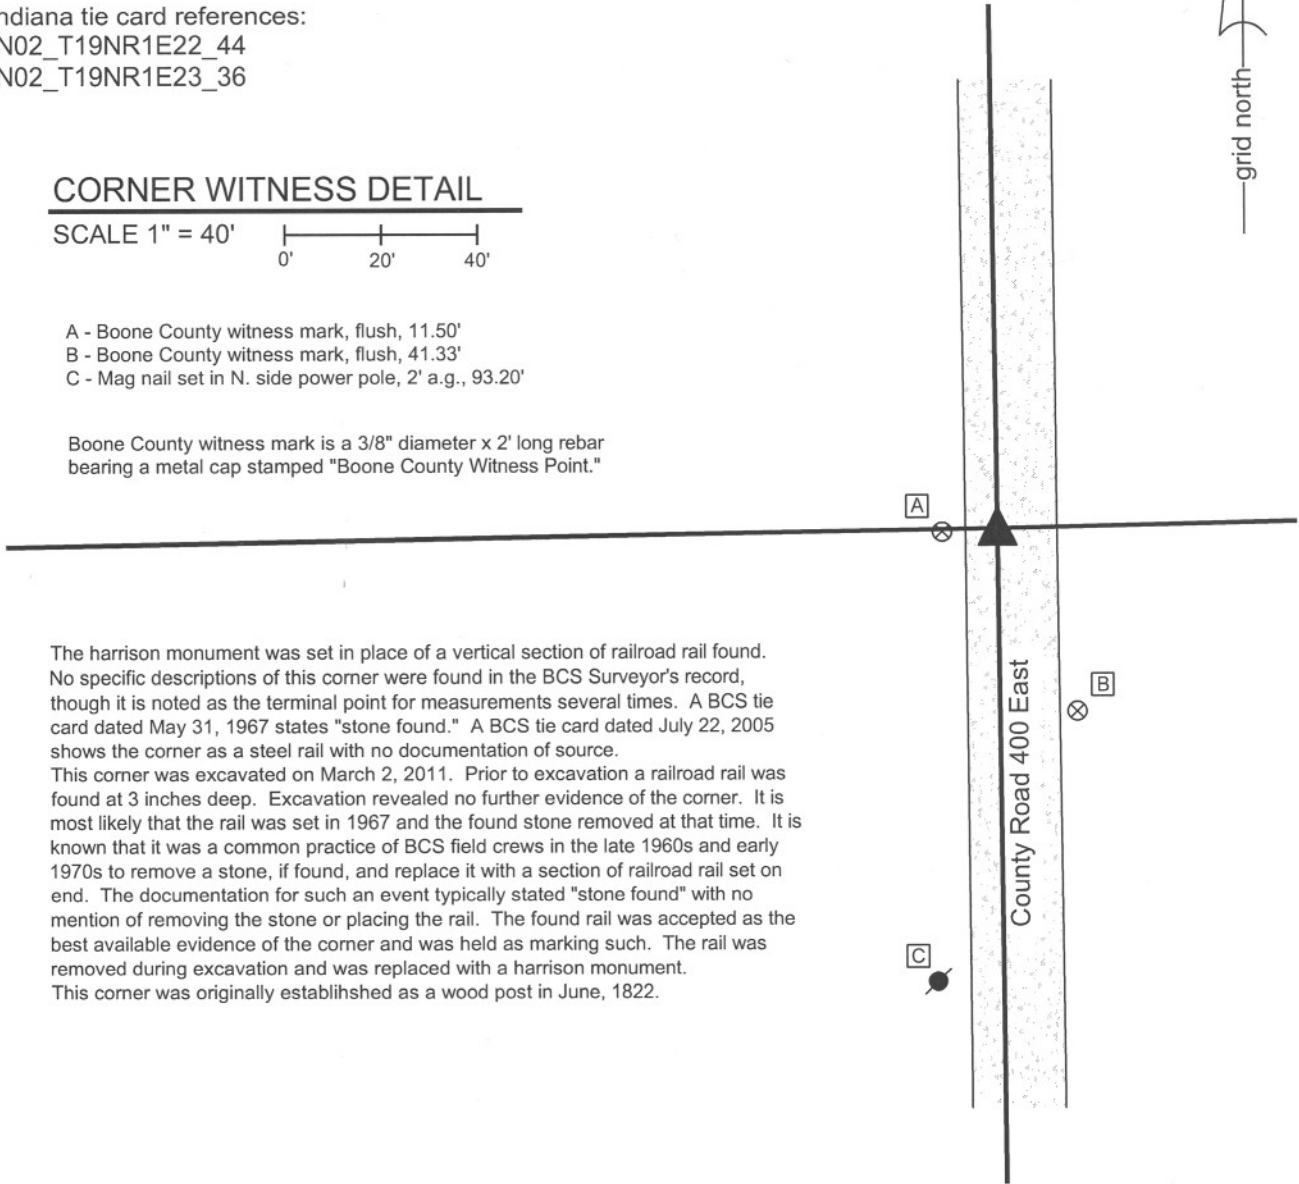 ndiana tie card references:
N02_T19NR1E22_44
N02_T19NR1E23_36
grid north
CORNER WITNESS DETAIL
SCALE 1" = 40'
0' 20' 40'
A - Boone County witness mark, flush, 11.50'
B - Boone County witness mark, flush, 41.33'
C - Mag nail set in N. side power pole, 2' a.g., 93.20'
Boone County witness mark is a 3/8" diameter x 2' long rebar
bearing a metal cap stamped "Boone County Witness Point."
A
B
County Road 400 East
C
The harrison monument was set in place of a vertical section of railroad rail found.
No specific descriptions of this corner were found in the BCS Surveyor's record,
though it is noted as the terminal point for measurements several times. A BCS tie
card dated May 31, 1967 states "stone found." A BCS tie card dated July 22, 2005
shows the corner as a steel rail with no documentation of source.
This corner was excavated on March 2, 2011. Prior to excavation a railroad rail was
found at 3 inches deep. Excavation revealed no further evidence of the corner. It is
most likely that the rail was set in 1967 and the found stone removed at that time. It is
known that it was a common practice of BCS field crews in the late 1960s and early
1970s to remove a stone, if found, and replace it with a section of railroad rail set on
end. The documentation for such an event typically stated "stone found" with no
mention of removing the stone or placing the rail. The found rail was accepted as the
best available evidence of the corner and was held as marking such. The rail was
removed during excavation and was replaced with a harrison monument.
This corner was originally establihshed as a wood post in June, 1822.